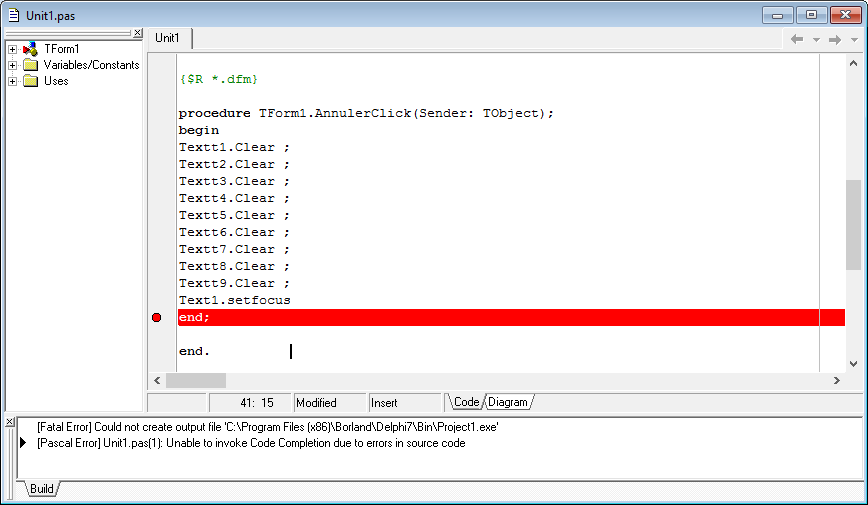 Unit1.pas
Unit1
TForm1
Variables/Constants
Uses
{$R *.dfm}
procedure TForm1.AnnulerClick(Sender: TObject);
begin
Textt1.Clear ;
Textt2.Clear ;
Textt3.Clear ;
Textt4.Clear ;
Textt5.Clear ;
Textt6.Clear ;
Textt7.Clear ;
Textt8.Clear ;
Textt9.Clear ;
Text1.setfocus
end;
end.
41: 15 Modified Insert Code Diagram
[Fatal Error] Could not create output file 'C:\Program Files (x86)\Borland\Delphi7\Bin\Project1.exe'
[Pascal Error] Unit1.pas(1): Unable to invoke Code Completion due to errors in source code
Build